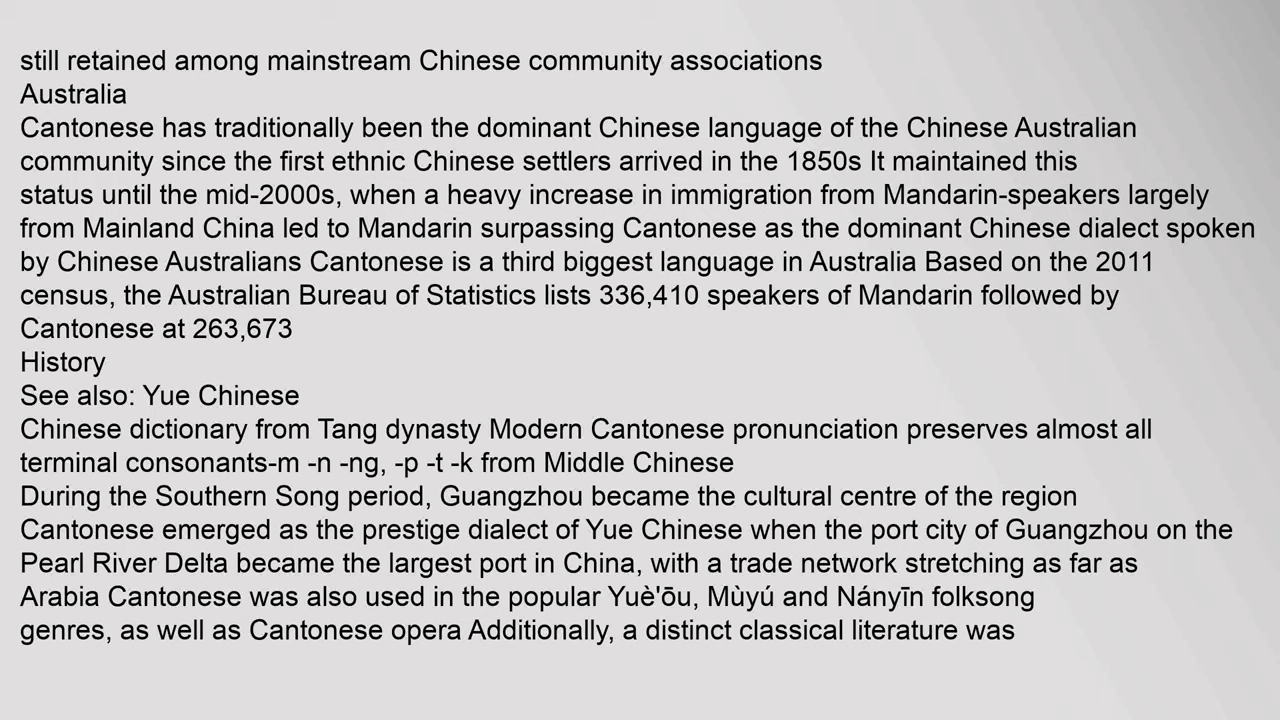 still retained among mainstream Chinese community associations
Australia
Cantonese has traditionally been the dominant Chinese language of the Chinese Australian
community since the first ethnic Chinese settlers arrived in the 1850s It maintained this
status until the mid-2000s, when a heavy increase in immigration from Mandarin-speakers largely
from Mainland China led to Mandarin surpassing Cantonese as the dominant Chinese dialect spoken
by Chinese Australians Cantonese is a third biggest language in Australia Based on the 2011
census, the Australian Bureau of Statistics lists 336,410 speakers of Mandarin followed by
Cantonese at 263,673
History
See also: Yue Chinese
Chinese dictionary from Tang dynasty Modern Cantonese pronunciation preserves almost all
terminal consonants-m -n -ng, -p -t -k from Middle Chinese
During the Southern Song period, Guangzhou became the cultural centre of the region
Cantonese emerged as the prestige dialect of Yue Chinese when the port city of Guangzhou on the
Pearl River Delta became the largest port in China, with a trade network stretching as far as
Arabia Cantonese was also used in the popular Yuè'ōu, Mùyú and Nányīn folksong
genres, as well as Cantonese opera Additionally, a distinct classical literature was